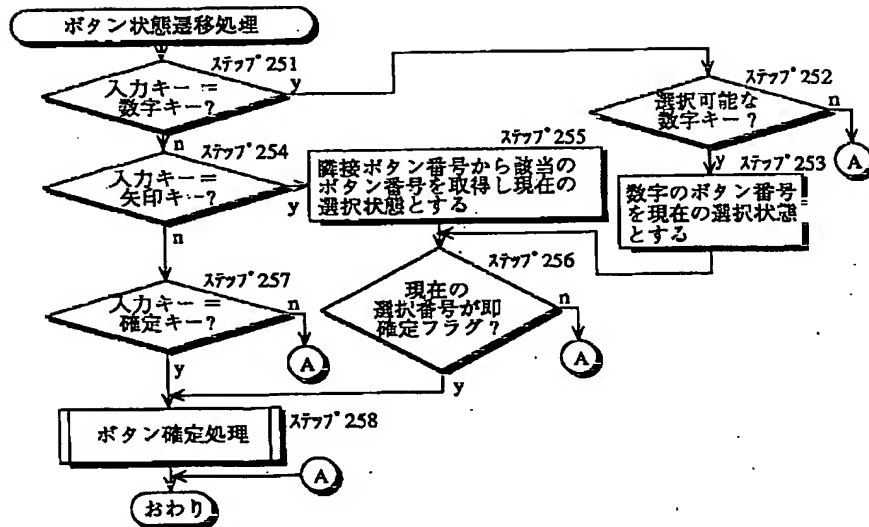 ボタン状態遷移処理
ステップ251
入力キー＝
数字キー？
y
n
ステップ252
選択可能な
数字キー？
n
A
y
ステップ253
数字のボタン番号
を現在の選択状態
とする
ステップ254
入力キー＝
矢印キー？
y
n
ステップ255
隣接ボタン番号から該当の
ボタン番号を取得し現在の
選択状態とする
ステップ256
現在の
選択番号が即
確定フラグ？
n
A
y
ステップ257
入力キー＝
確定キー？
n
A
y
ステップ258
ボタン確定処理
A
おわり